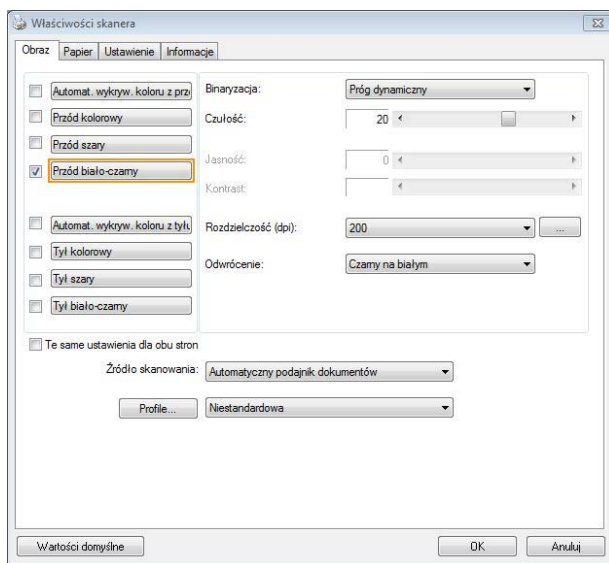 Właściwości skanera
Obraz Papier Ustawienie Informacje
Automat. wykryw. koloru z prze
Przód kolorowy
Przód szary
Przód biało-czarny
Automat. wykryw. koloru z tyłu
Tył kolorowy
Tył szary
Tył biało-czarny
Binaryzacja: Próg dynamiczny
Czułość: 20
Jasność: 0
Kontrast:
Rozdzielczość (dpi): 200 ...
Odwrócenie: Czarny na białym
Te same ustawienia dla obu stron
Źródło skanowania: Automatyczny podajnik dokumentów
Profile... Niestandardowa
Wartości domyślne OK Anuluj